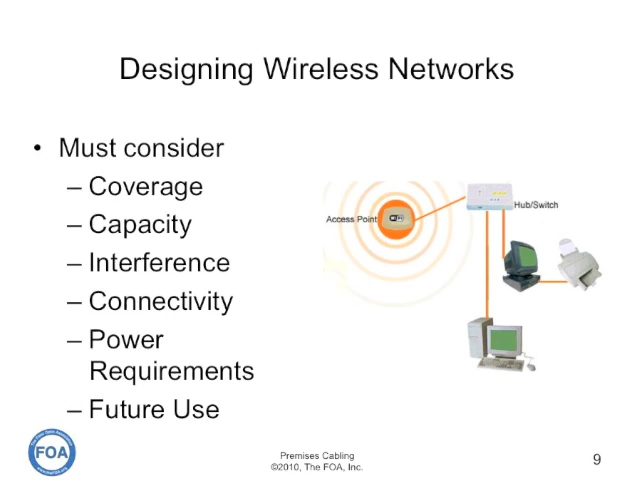 Designing Wireless Networks
• Must consider
– Coverage
– Capacity
– Interference
– Connectivity
– Power
Requirements
– Future Use
Access Point
Hub/Switch
FOA
Premises Cabling
©2010, The FOA, Inc.
9